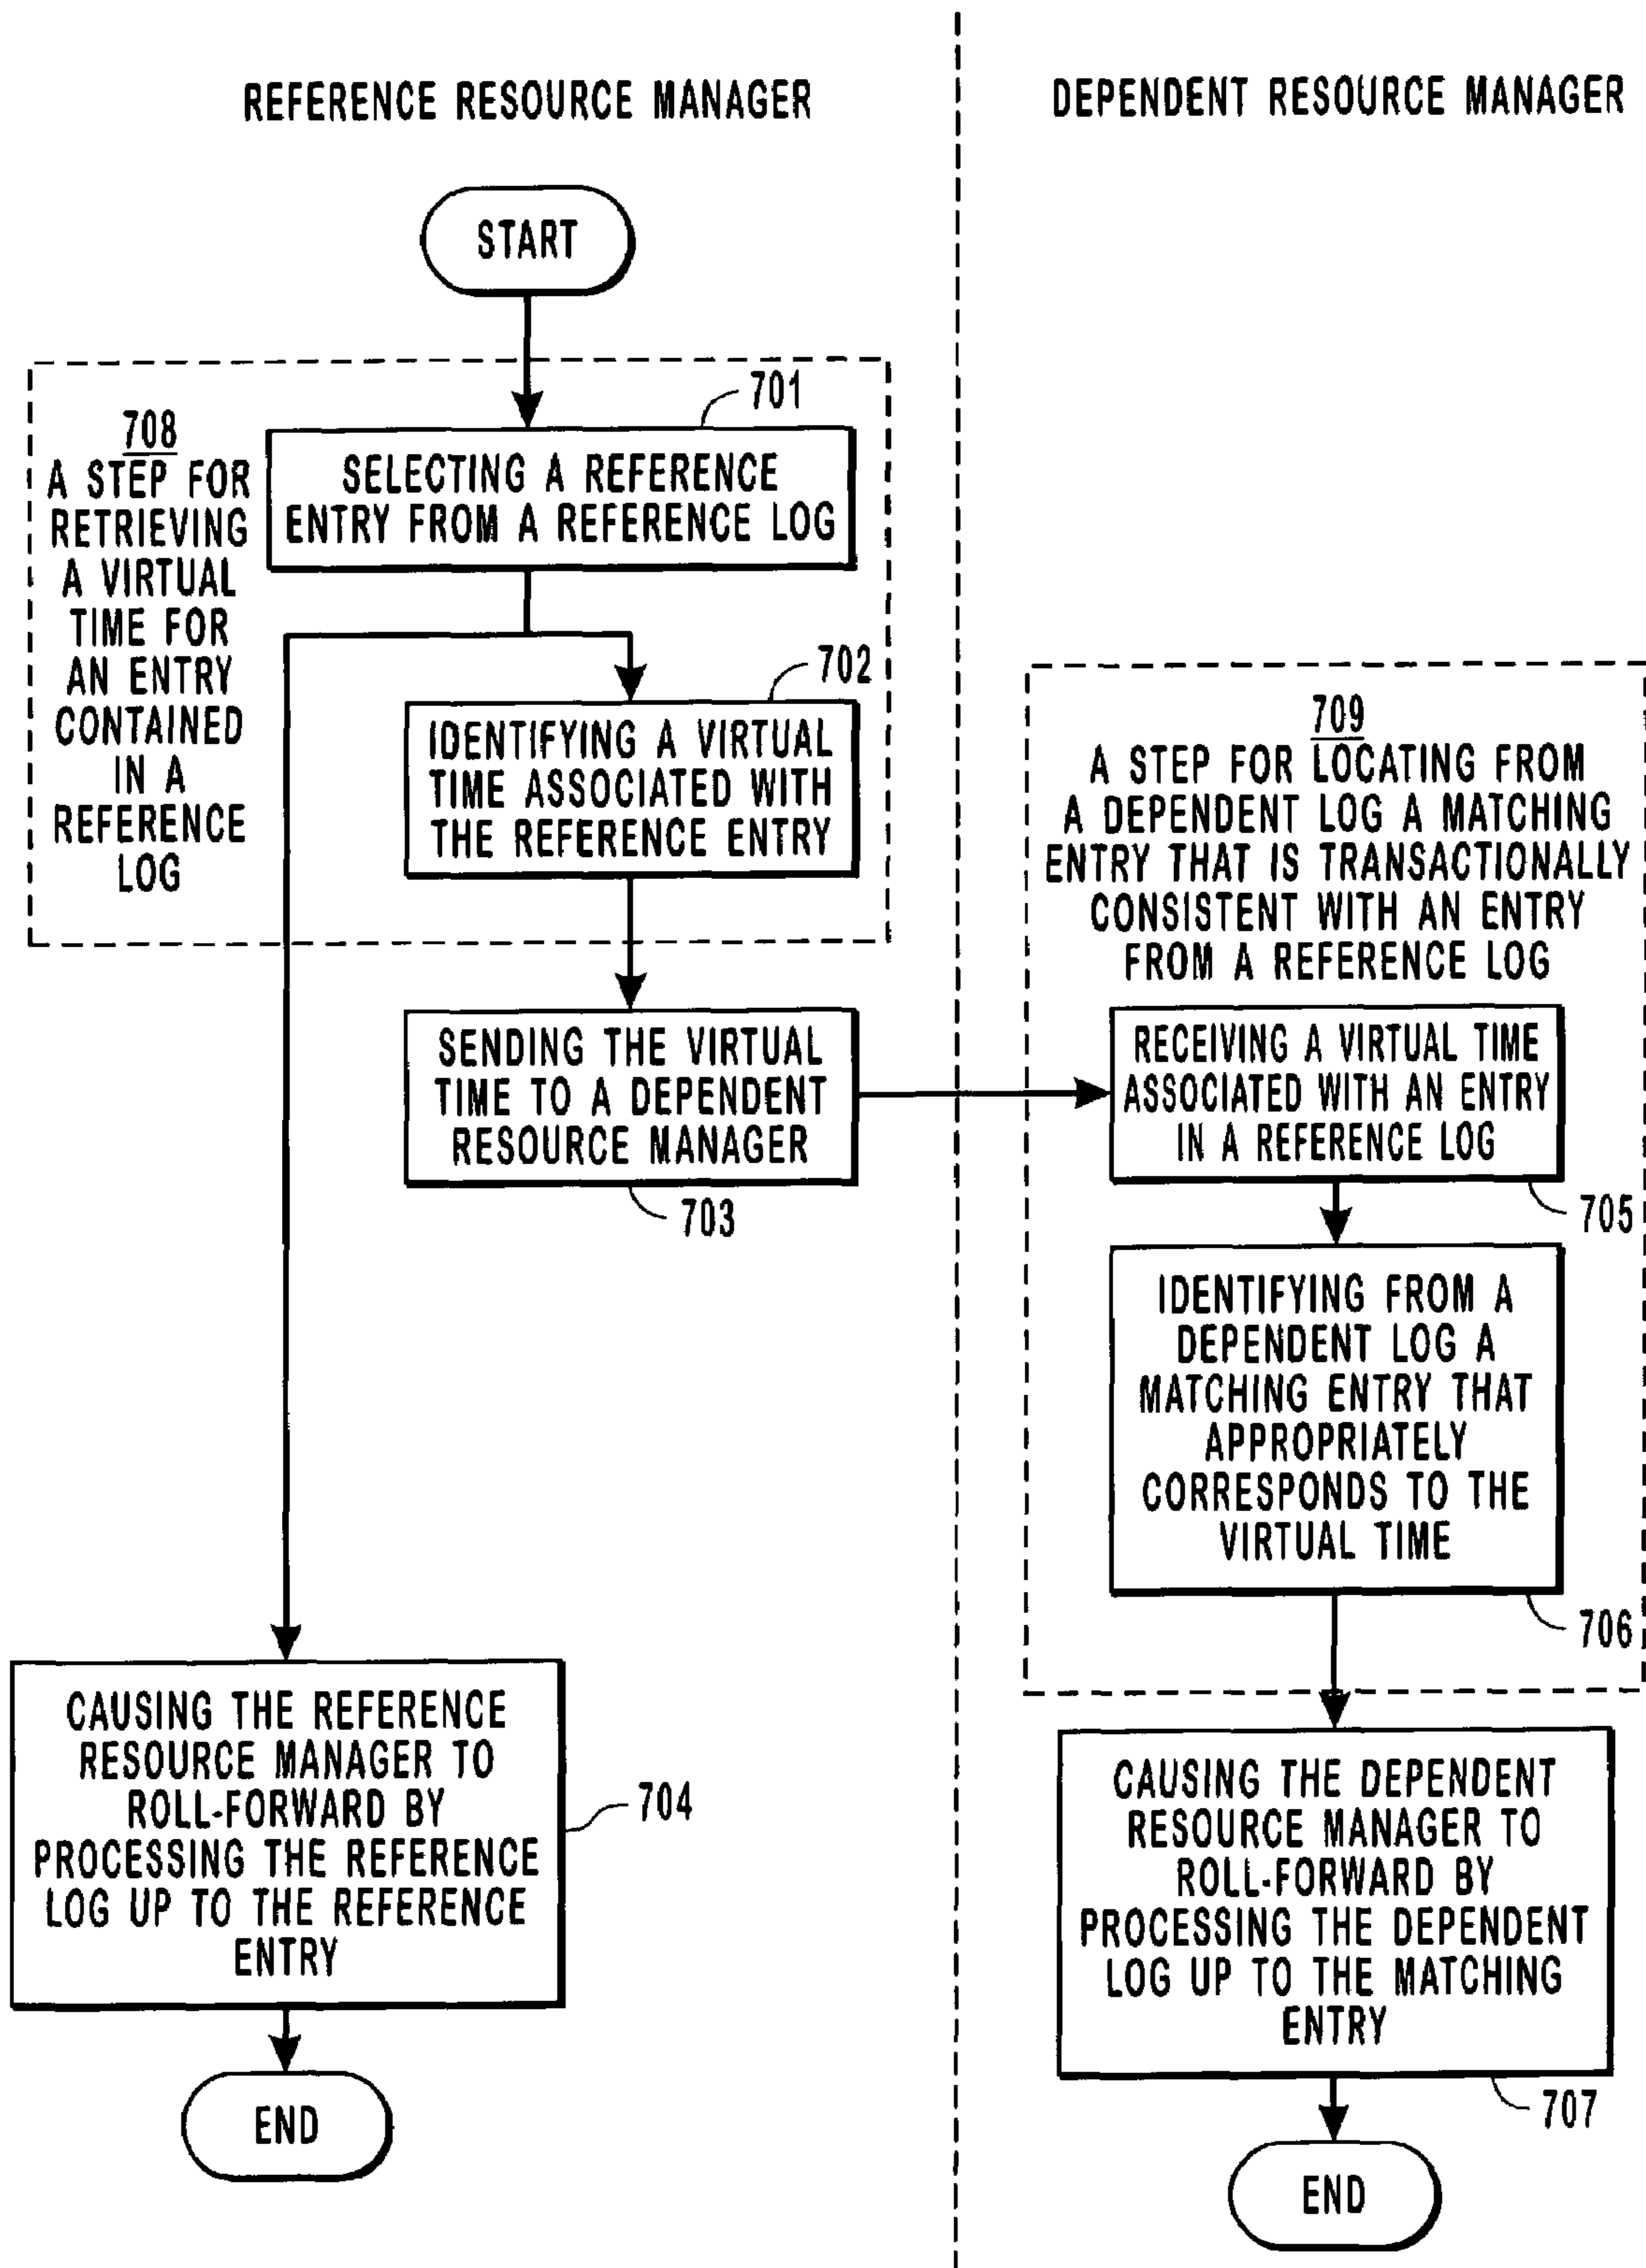 REFERENCE RESOURCE MANAGER
DEPENDENT RESOURCE MANAGER
START
708
A STEP FOR
RETRIEVING
A VIRTUAL
TIME FOR
AN ENTRY
CONTAINED
IN A
REFERENCE
LOG
701
SELECTING A REFERENCE
ENTRY FROM A REFERENCE LOG
702
IDENTIFYING A VIRTUAL
TIME ASSOCIATED WITH
THE REFERENCE ENTRY
SENDING THE VIRTUAL
TIME TO A DEPENDENT
RESOURCE MANAGER
703
709
A STEP FOR LOCATING FROM
A DEPENDENT LOG A MATCHING
ENTRY THAT IS TRANSACTIONALLY
CONSISTENT WITH AN ENTRY
FROM A REFERENCE LOG
RECEIVING A VIRTUAL TIME
ASSOCIATED WITH AN ENTRY
IN A REFERENCE LOG
705
IDENTIFYING FROM A
DEPENDENT LOG A
MATCHING ENTRY THAT
APPROPRIATELY
CORRESPONDS TO THE
VIRTUAL TIME
706
CAUSING THE REFERENCE
RESOURCE MANAGER TO
ROLL-FORWARD BY
PROCESSING THE REFERENCE
LOG UP TO THE REFERENCE
ENTRY
704
END
CAUSING THE DEPENDENT
RESOURCE MANAGER TO
ROLL-FORWARD BY
PROCESSING THE DEPENDENT
LOG UP TO THE MATCHING
ENTRY
707
END